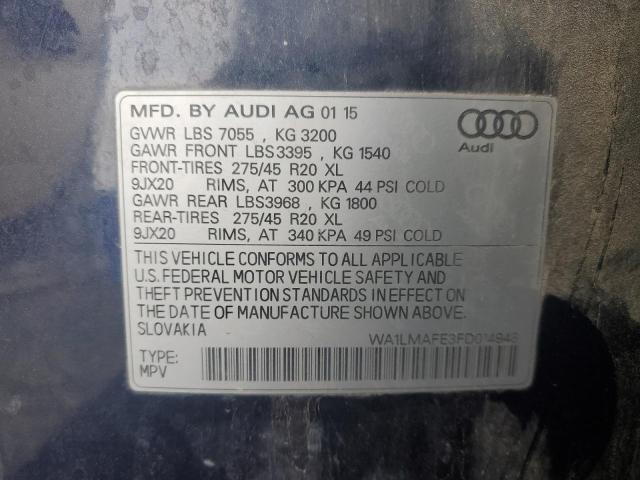 MFD. BY AUDI AG 01 15
GVWR LBS 7055 , KG 3200
GAWR FRONT LBS3395 , KG 1540
FRONT-TIRES 275/45 R20 XL
9JX20 RIMS, AT 300 KPA 44 PSI COLD
GAWR REAR LBS3968 , KG 1800
REAR-TIRES 275/45 R20 XL
9JX20 RIMS, AT 340 KPA 49 PSI COLD
Audi
THIS VEHICLE CONFORMS TO ALL APPLICABLE
U.S. FEDERAL MOTOR VEHICLE SAFETY AND
THEFT PREVENTION STANDARDS IN EFFECT ON
THE DATE OF MANUFACTURE SHOWN ABOVE.
SLOVAKIA
WA1LMAFE3FD014948
TYPE:
MPV